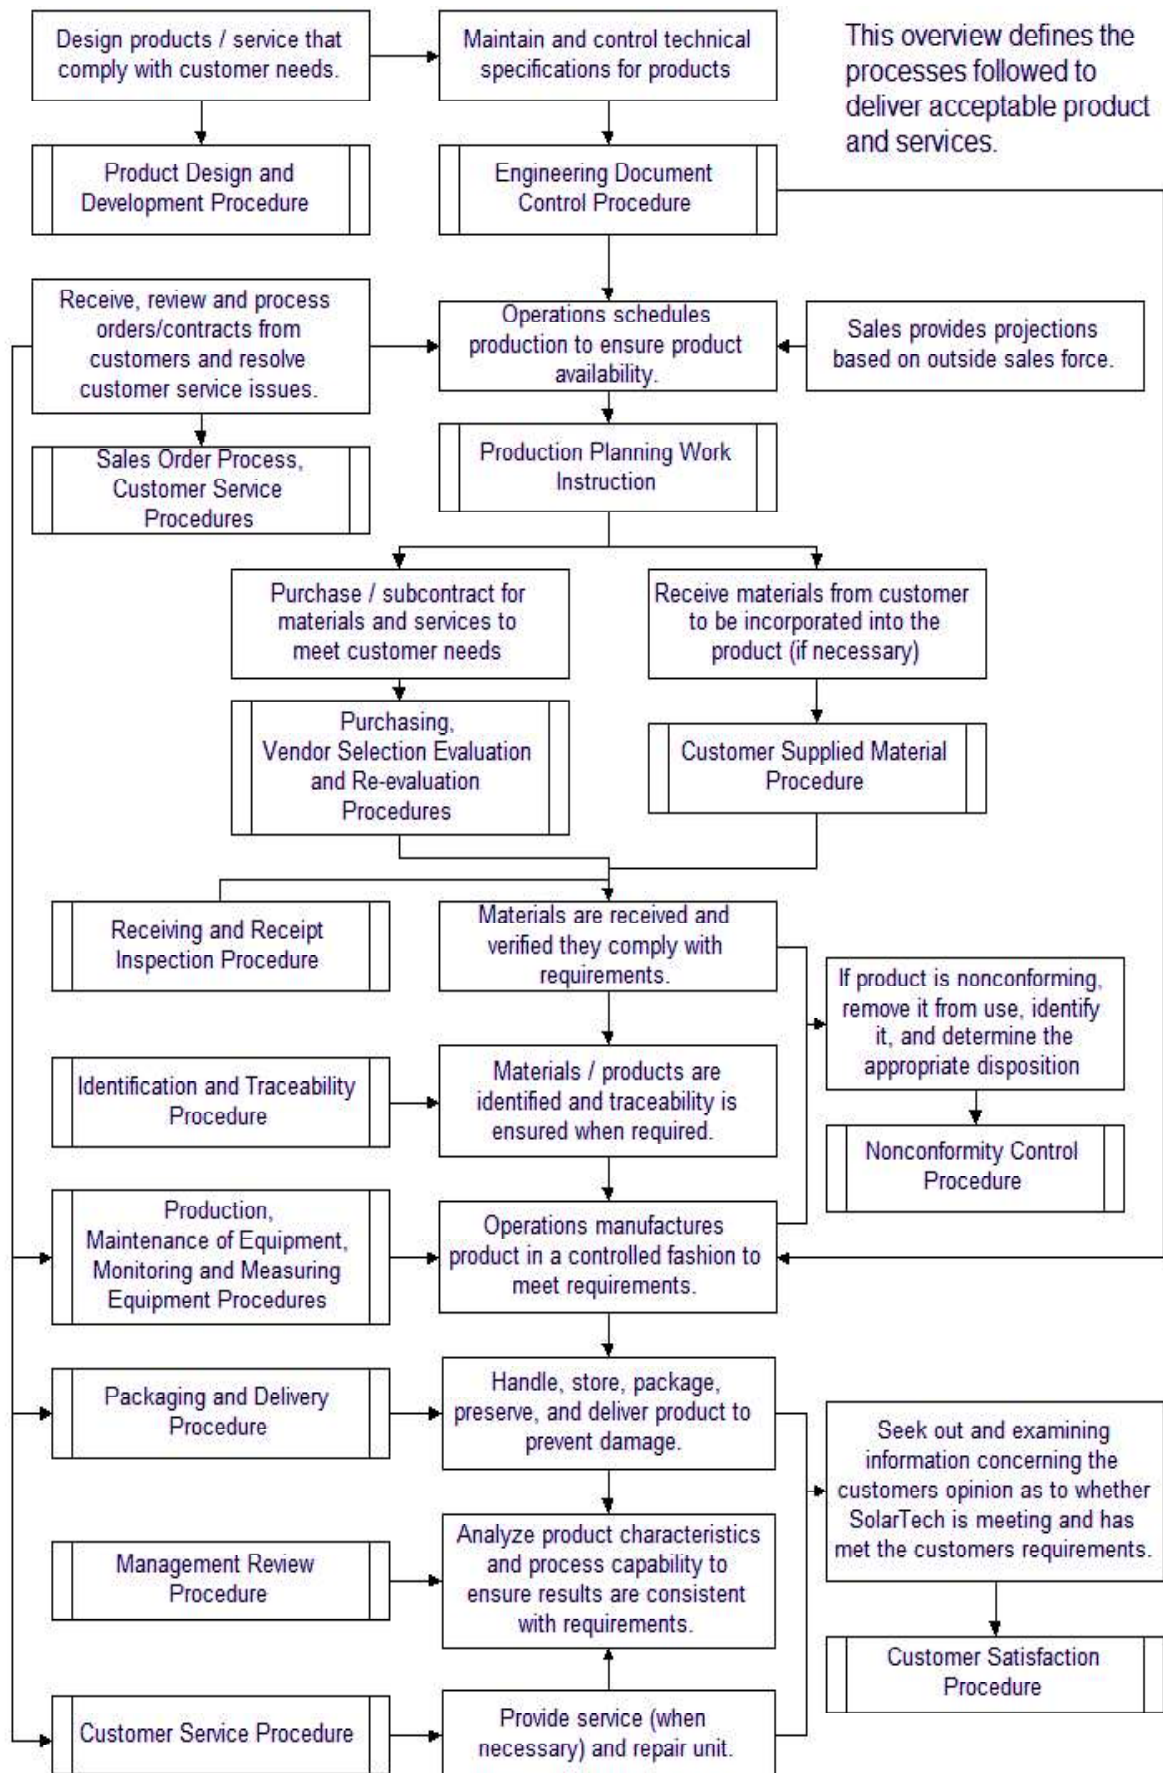 Design products / service that
comply with customer needs.
Maintain and control technical
specifications for products
This overview defines the
processes followed to
deliver acceptable product
and services.
Product Design and
Development Procedure
Engineering Document
Control Procedure
Receive, review and process
orders/contracts from
customers and resolve
customer service issues.
Operations schedules
production to ensure product
availability.
Sales provides projections
based on outside sales force.
Sales Order Process,
Customer Service
Procedures
Production Planning Work
Instruction
Purchase / subcontract for
materials and services to
meet customer needs
Receive materials from customer
to be incorporated into the
product (if necessary)
Purchasing,
Vendor Selection Evaluation
and Re-evaluation
Procedures
Customer Supplied Material
Procedure
Receiving and Receipt
Inspection Procedure
Materials are received and
verified they comply with
requirements.
If product is nonconforming,
remove it from use, identify
it, and determine the
appropriate disposition
Identification and Traceability
Procedure
Materials / products are
identified and traceability is
ensured when required.
Nonconformity Control
Procedure
Production,
Maintenance of Equipment,
Monitoring and Measuring
Equipment Procedures
Operations manufactures
product in a controlled fashion to
meet requirements.
Packaging and Delivery
Procedure
Handle, store, package,
preserve, and deliver product to
prevent damage.
Seek out and examining
information concerning the
customers opinion as to whether
SolarTech is meeting and has
met the customers requirements.
Management Review
Procedure
Analyze product characteristics
and process capability to
ensure results are consistent
with requirements.
Customer Satisfaction
Procedure
Customer Service Procedure
Provide service (when
necessary) and repair unit.